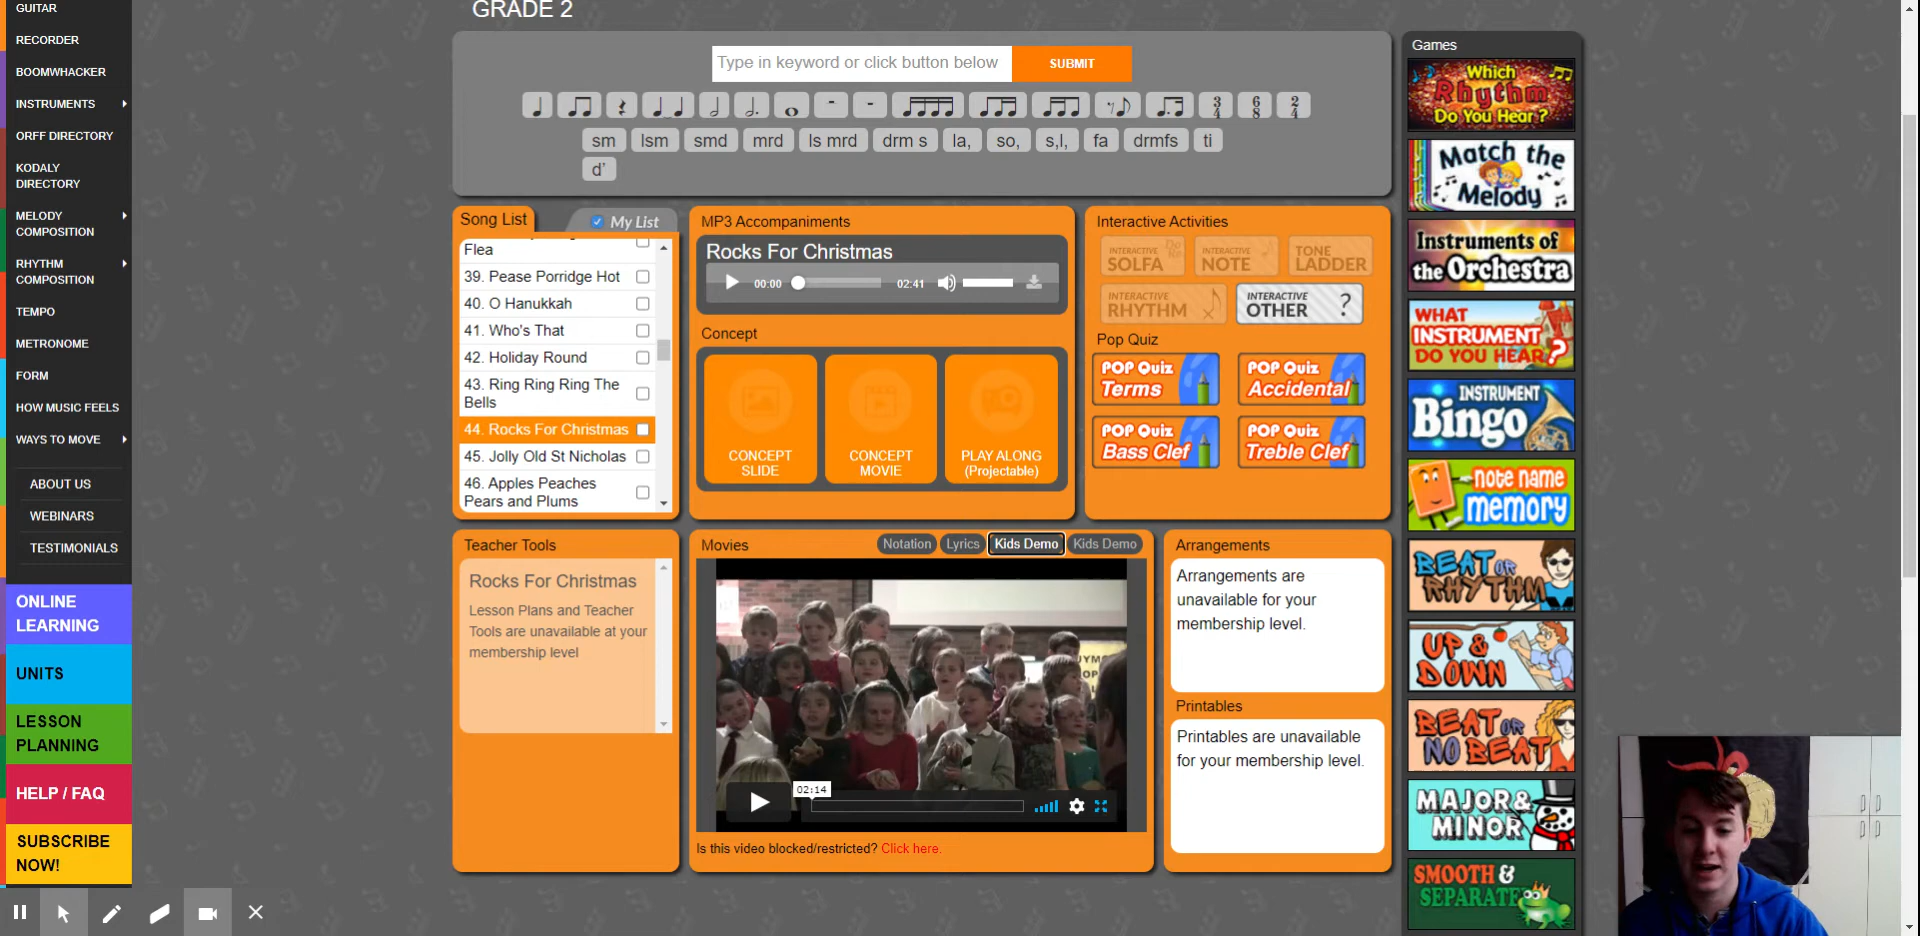 GUITAR
RECORDER
BOOMWHACKER
INSTRUMENTS
ORFF DIRECTORY
KODALY
DIRECTORY
MELODY
COMPOSITION
RHYTHM
COMPOSITION
TEMPO
METRONOME
FORM
HOW MUSIC FEELS
WAYS TO MOVE
ABOUT US
WEBINARS
TESTIMONIALS
ONLINE
LEARNING
UNITS
LESSON
PLANNING
HELP / FAQ
SUBSCRIBE
NOW!
GRADE 2
Type in keyword or click button below
SUBMIT
3
4
6
8
2
4
sm lsm smd mrd ls mrd drm s la, so, s,l, fa drmfs ti
d'
Song List
My List
Flea
39. Pease Porridge Hot
40. O Hanukkah
41. Who's That
42. Holiday Round
43. Ring Ring Ring The
Bells
44. Rocks For Christmas
45. Jolly Old St Nicholas
46. Apples Peaches
Pears and Plums
MP3 Accompaniments
Rocks For Christmas
00:00
02:41
Concept
CONCEPT
SLIDE
CONCEPT
MOVIE
PLAY ALONG
(Projectable)
Interactive Activities
INTERACTIVE
SOLFA
INTERACTIVE
NOTE
TONE
LADDER
INTERACTIVE
RHYTHM
INTERACTIVE
OTHER ?
Pop Quiz
POP Quiz
Terms
POP Quiz
Accidental
POP Quiz
Bass Clef
POP Quiz
Treble Clef
Teacher Tools
Rocks For Christmas
Lesson Plans and Teacher
Tools are unavailable at your
membership level
Movies
Notation
Lyrics
Kids Demo
Kids Demo
02:14
Is this video blocked/restricted? Click here.
Arrangements
Arrangements are
unavailable for your
membership level.
Printables
Printables are unavailable
for your membership level.
Games
Which
Rhythm
Do You Hear?
Match the
Melody
Instruments of
the Orchestra
WHAT
INSTRUMENT
DO YOU HEAR?
INSTRUMENT
Bingo
note name
memory
BEAT OR
RHYTHM
UP &
DOWN
BEAT OR
NO BEAT
MAJOR &
MINOR
SMOOTH &
SEPARATE